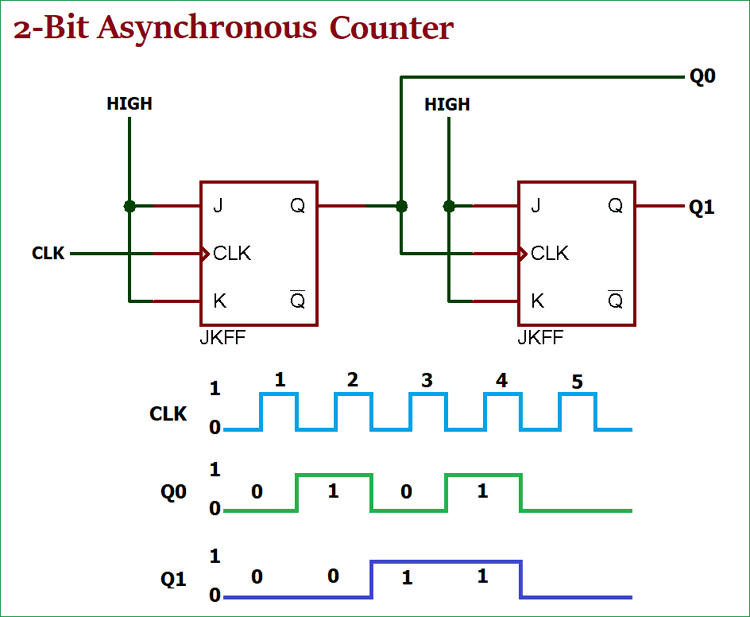 2-Bit Asynchronous Counter
Q0
HIGH
HIGH
J Q
J Q
Q1
CLK
CLK
CLK
K Q̅
K Q̅
JKFF
JKFF
1 2 3 4 5
1
CLK
0
1
Q0
0 1 0 1
0
1
Q1
0 0 1 1
0